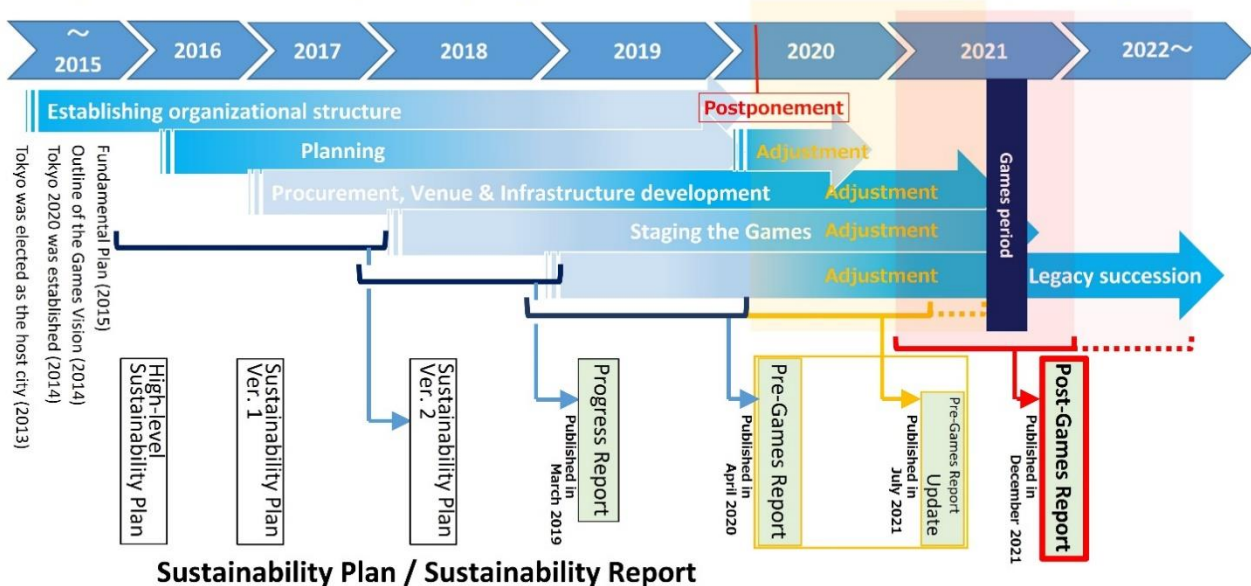 ～
2015
2016
2017
2018
2019
2020
2021
2022～
Postponement
Establishing organizational structure
Planning
Adjustment
Procurement, Venue & Infrastructure development
Adjustment
Staging the Games
Adjustment
Adjustment
Legacy succession
Games period
Fundamental Plan (2015)
Outline of the Games Vision (2014)
Tokyo 2020 was established (2014)
Tokyo was elected as the host city (2013)
High-level
Sustainability Plan
Sustainability Plan
Ver. 1
Sustainability Plan
Ver. 2
Progress Report
Published in
March 2019
Pre-Games Report
Published in
April 2020
Pre-Games Report
Update
Published in
July 2021
Post-Games Report
Published in
December 2021
Sustainability Plan / Sustainability Report